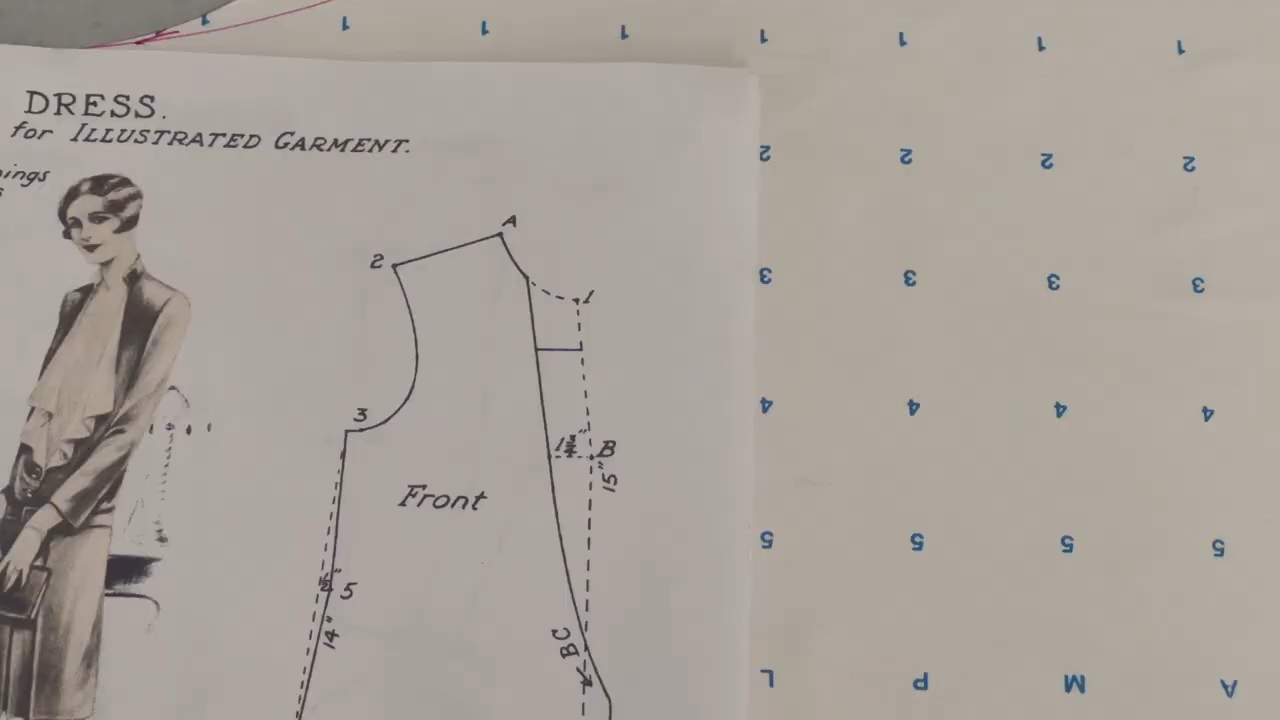 DRESS.
for ILLUSTRATED GARMENT.
ings
A
2
1
3
B
15"
Front
5
14"
BC
1 1 1 1 1 1 1 1
2 2 2 2
3 3 3 3
4 4 4 4
5 5 5 5
L P M A